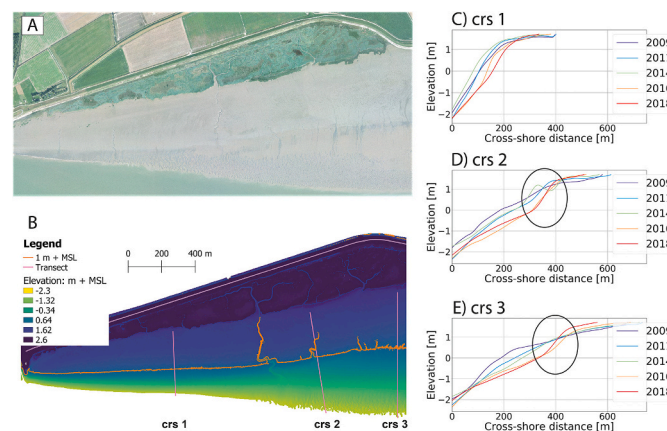 A
B
Legend
1 m + MSL
Transect
Elevation: m + MSL
-2.3
-1.32
-0.34
0.64
1.62
2.6
0 200 400 m
crs 1
crs 2
crs 3
C) crs 1
Elevation [m]
1
0
−1
−2
0 200 400 600
Cross-shore distance [m]
2009
201
2014
2016
2018
D) crs 2
Elevation [m]
1
0
−1
−2
0 200 400 600
Cross-shore distance [m]
2009
201
2014
2016
2018
E) crs 3
Elevation [m]
1
0
−1
−2
0 200 400 600
Cross-shore distance [m]
2009
201
2014
2016
2018